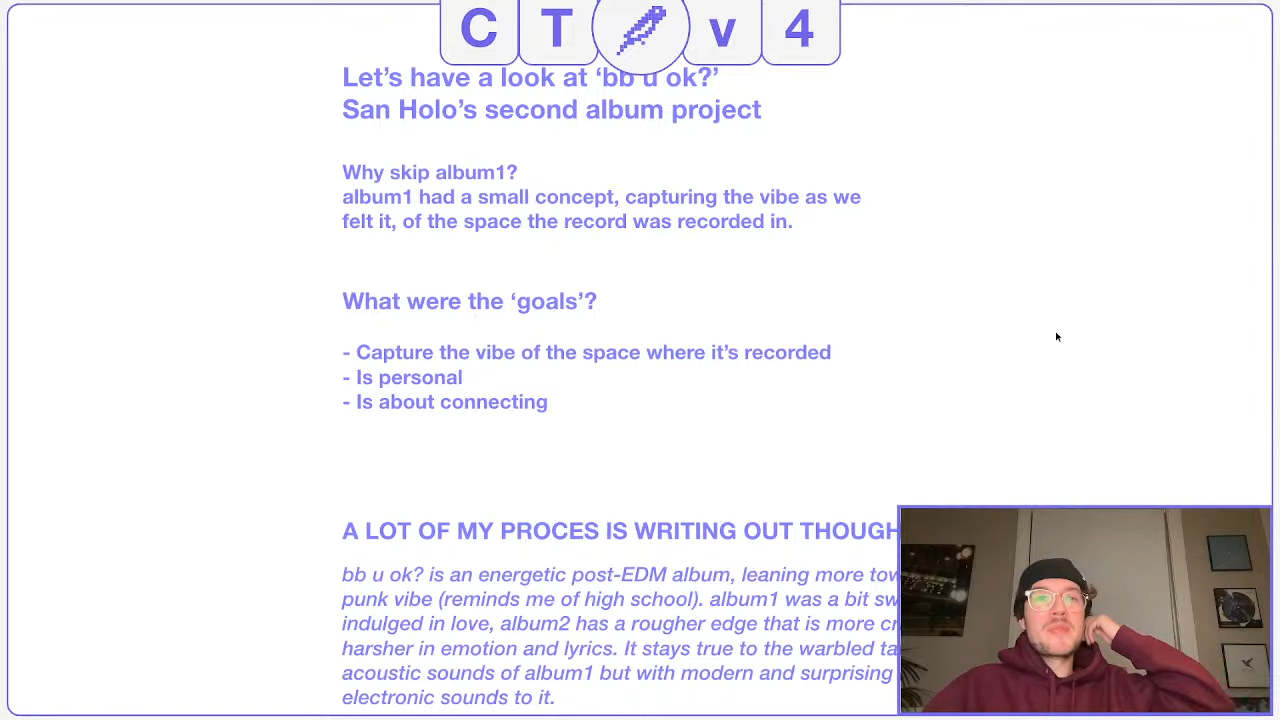 C T v 4
Let's have a look at ‘bb u ok?’
San Holo’s second album project
Why skip album1?
album1 had a small concept, capturing the vibe as we
felt it, of the space the record was recorded in.
What were the ‘goals’?
- Capture the vibe of the space where it’s recorded
- Is personal
- Is about connecting
A LOT OF MY PROCES IS WRITING OUT
bb u ok? is an energetic post-EDM album, leaning more
punk vibe (reminds me of high school). album1 was a bit
indulged in love, album2 has a rougher edge that is more
harsher in emotion and lyrics. It stays true to the warbled
acoustic sounds of album1 but with modern and surprising
electronic sounds to it.